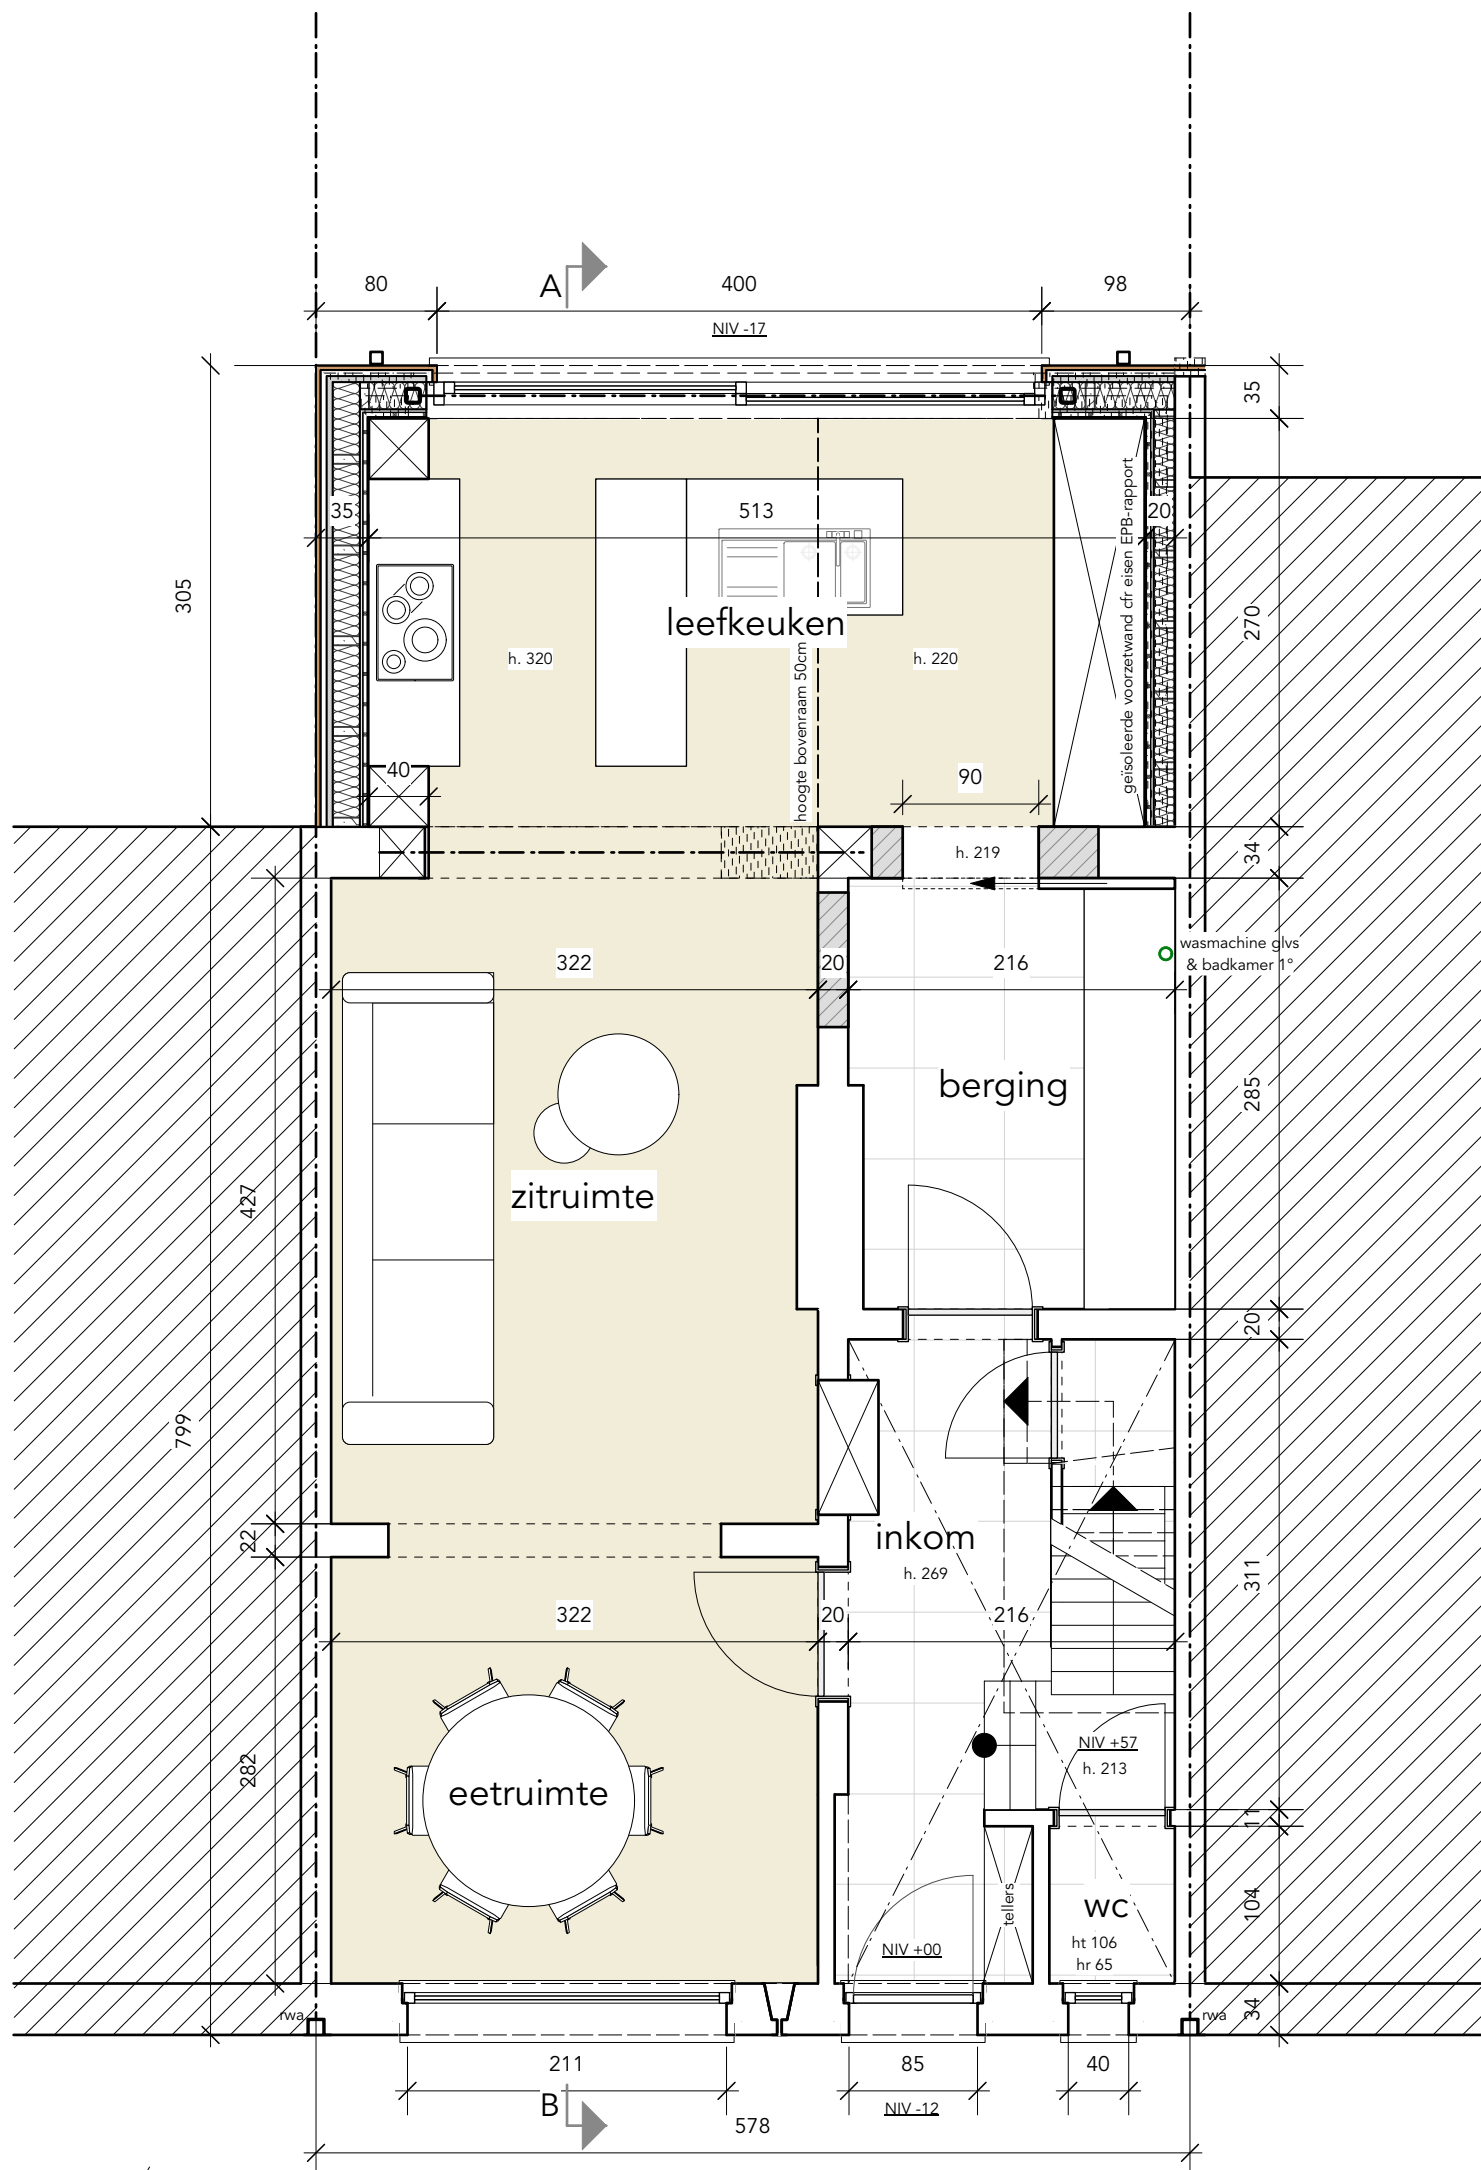 80
A
400
98
NIV -17
35
35
513
20
305
leefkeuken
270
h. 320
h. 220
hoogte bovenraam 50cm
geïsoleerde voorzetwand cfr eisen EPB-rapport
40
90
h. 219
34
wasmachine glvs
& badkamer 1°
322
20
216
berging
285
zitruimte
427
20
799
22
inkom
h. 269
311
322
20
216
NIV +57
h. 213
282
eetruimte
11
tellers
wc
104
ht 106
hr 65
NIV +00
rwa
rwa
34
211
85
40
B
NIV -12
578